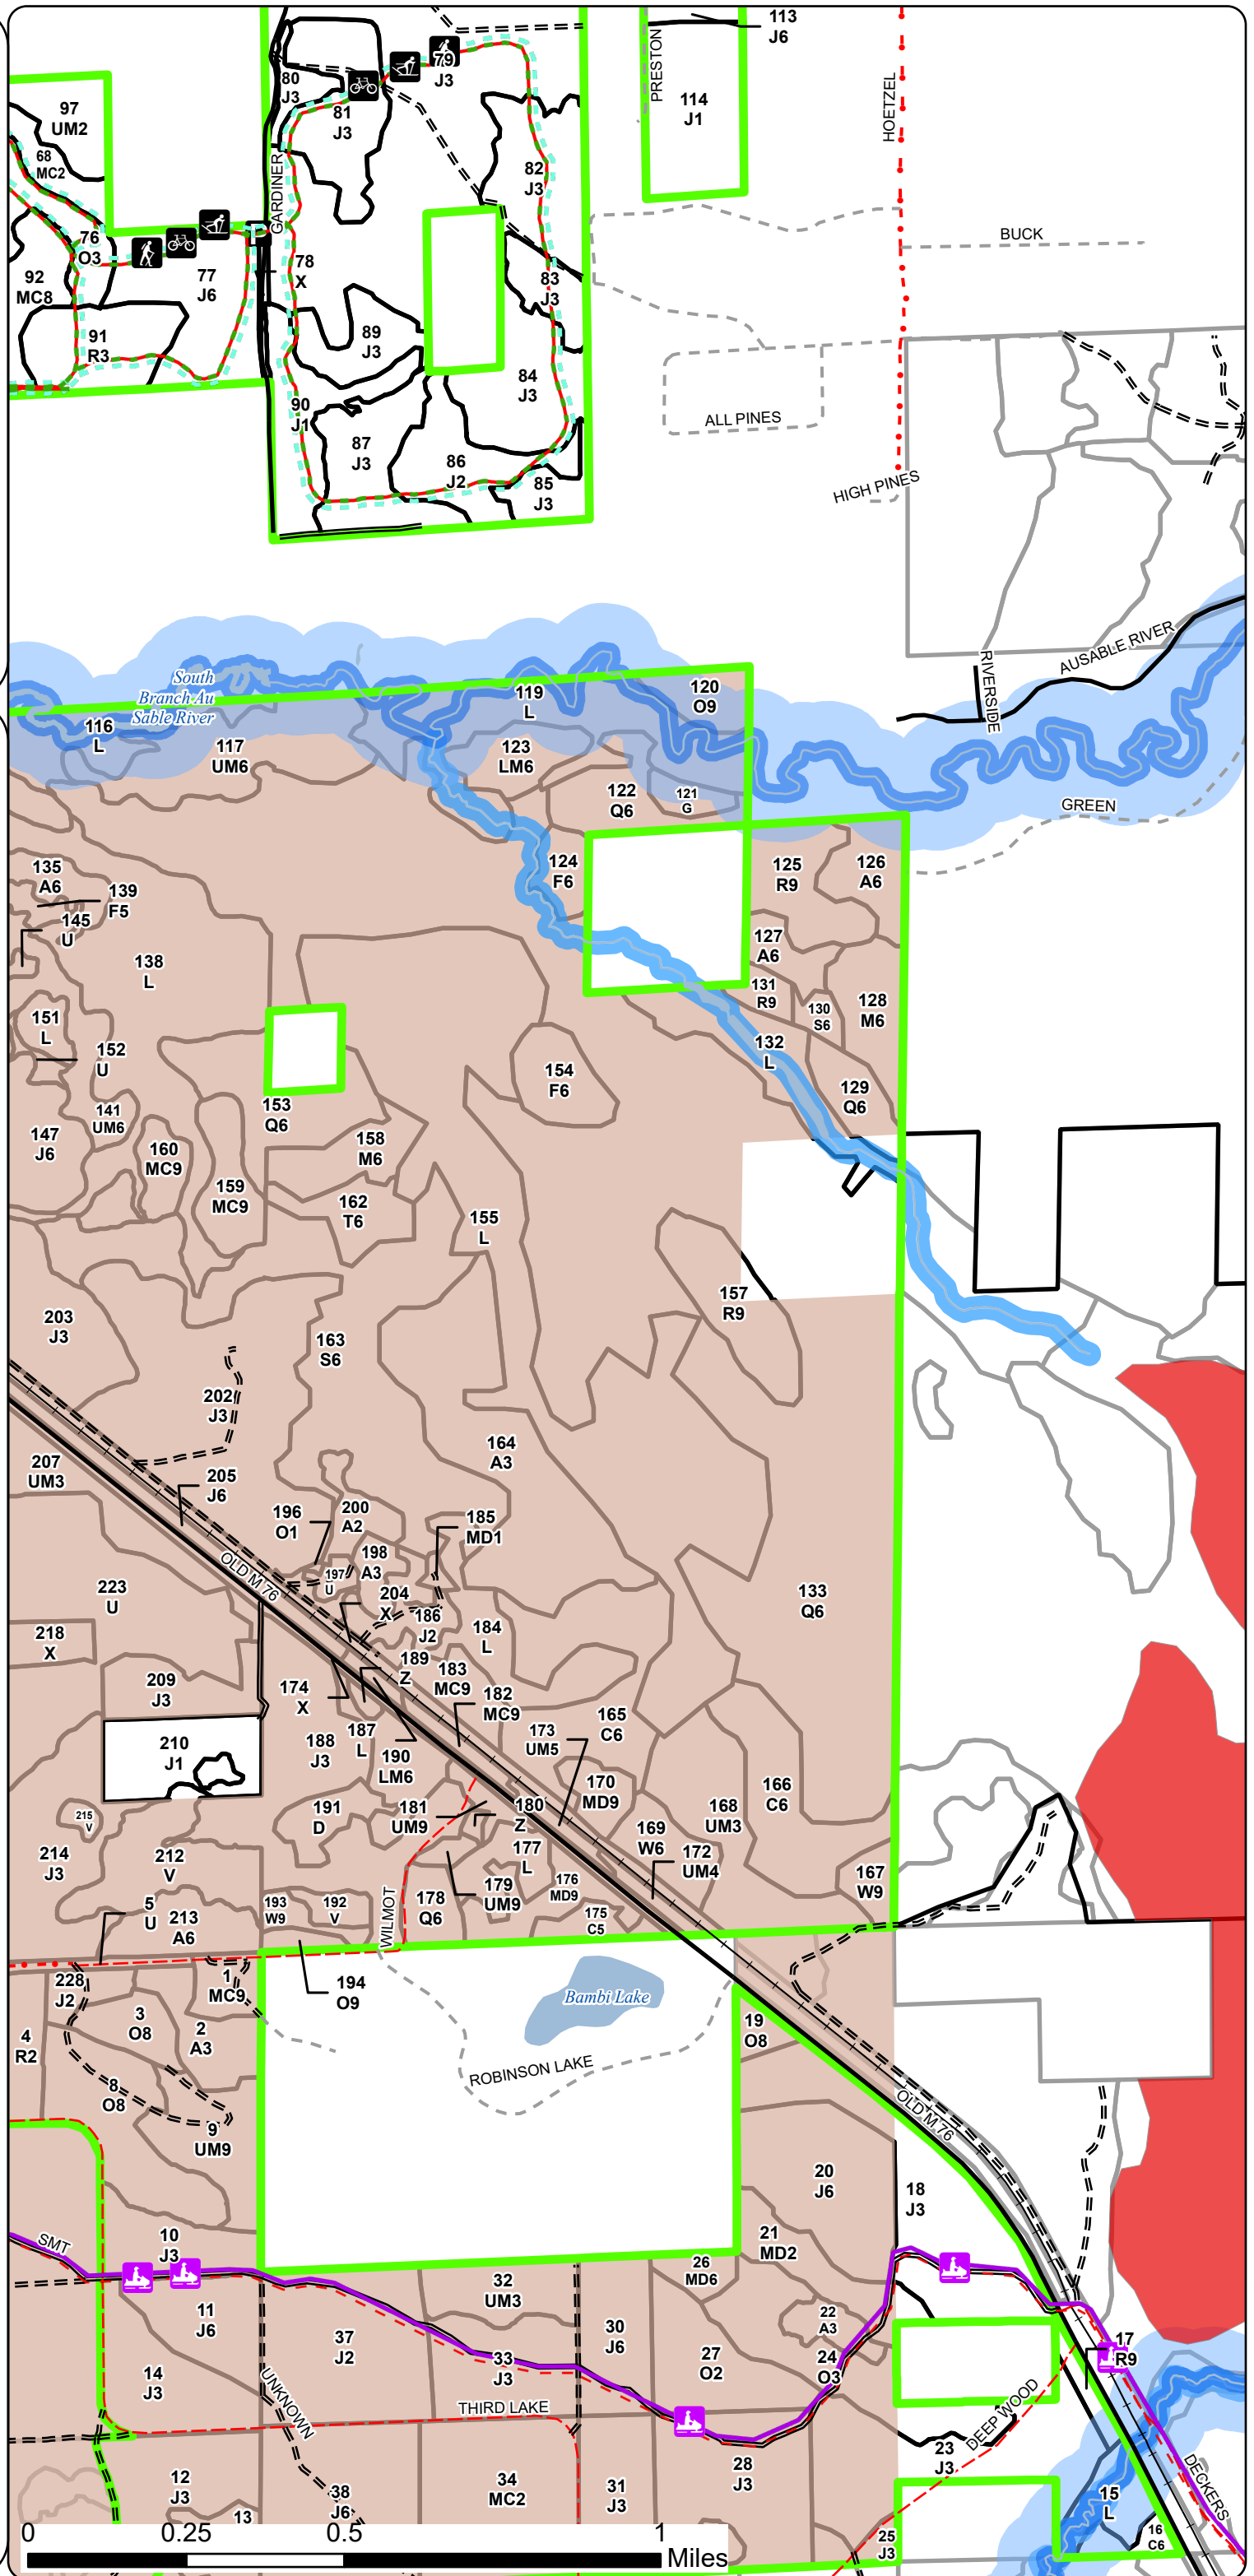 113
J6
PRESTON
HOETZEL
79
J3
80
J3
81
J3
114
J1
97
UM2
68
MC2
GARDINER
82
J3
76
O3
92
MC8
77
J6
78
X
BUCK
83
J3
91
R3
89
J3
84
J3
90
J1
ALL PINES
87
J3
86
J2
85
J3
HIGH PINES
AUSABLE RIVER
RIVERSIDE
South
Branch Au
Sable River
119
L
120
O9
116
L
117
UM6
123
LM6
122
Q6
121
G
GREEN
135
A6
139
F5
124
F6
125
R9
126
A6
145
U
127
A6
138
L
131
R9
130
S6
128
M6
151
L
152
U
132
L
154
F6
129
Q6
141
UM6
153
Q6
147
J6
160
MC9
158
M6
159
MC9
162
T6
155
L
157
R9
203
J3
163
S6
202
J3
164
A3
207
UM3
205
J6
196
O1
200
A2
185
MD1
OLD M 76
198
A3
197
U
223
U
204
X
186
J2
133
Q6
218
X
184
L
189
Z
183
MC9
209
J3
174
X
182
MC9
165
C6
187
L
188
J3
190
LM6
173
UM5
210
J1
170
MD9
166
C6
215
V
191
D
181
UM9
180
Z
168
UM3
169
W6
172
UM4
214
J3
212
V
177
L
176
MD9
167
W9
179
UM9
178
Q6
5
U
213
A6
193
W9
192
V
WILMOT
175
C5
228
J2
1
MC9
194
O9
Bambi Lake
3
O8
2
A3
4
R2
19
O8
ROBINSON LAKE
8
O8
OLD M 76
9
UM9
20
J6
18
J3
SMT
10
J3
21
MD2
26
MD6
32
UM3
11
J6
22
A3
37
J2
30
J6
17
R9
33
J3
27
O2
24
O3
14
J3
UNKNOWN
THIRD LAKE
DEEP WOOD
23
J3
28
J3
12
J3
38
J6
34
MC2
31
J3
DECKERS
15
L
13
16
C6
25
J3
0 0.25 0.5 1
Miles